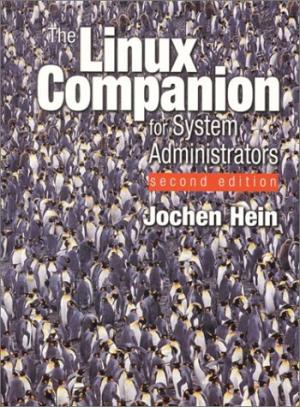 The
Linux
Companion
for System
Administrators
second edition
Jochen Hein